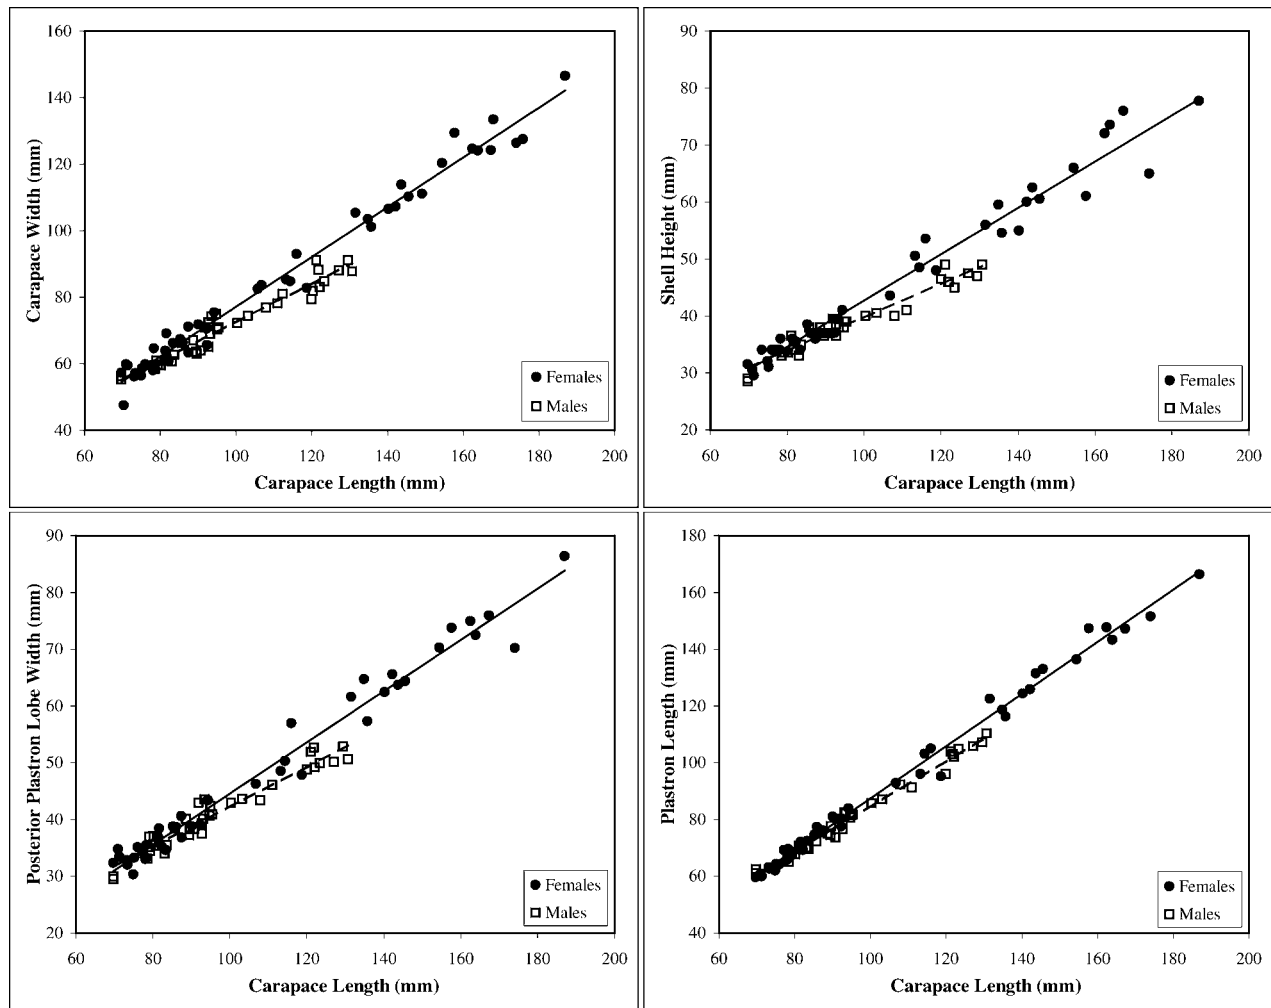 160
140
120
100
80
60
40
Carapace Width (mm)
60 80 100 120 140 160 180 200
Carapace Length (mm)
Females
Males
90
80
70
60
50
40
30
20
Shell Height (mm)
60 80 100 120 140 160 180 200
Carapace Length (mm)
Females
Males
90
80
70
60
50
40
30
20
Posterior Plastron Lobe Width (mm)
60 80 100 120 140 160 180 200
Carapace Length (mm)
Females
Males
180
160
140
120
100
80
60
40
Plastron Length (mm)
60 80 100 120 140 160 180 200
Carapace Length (mm)
Females
Males